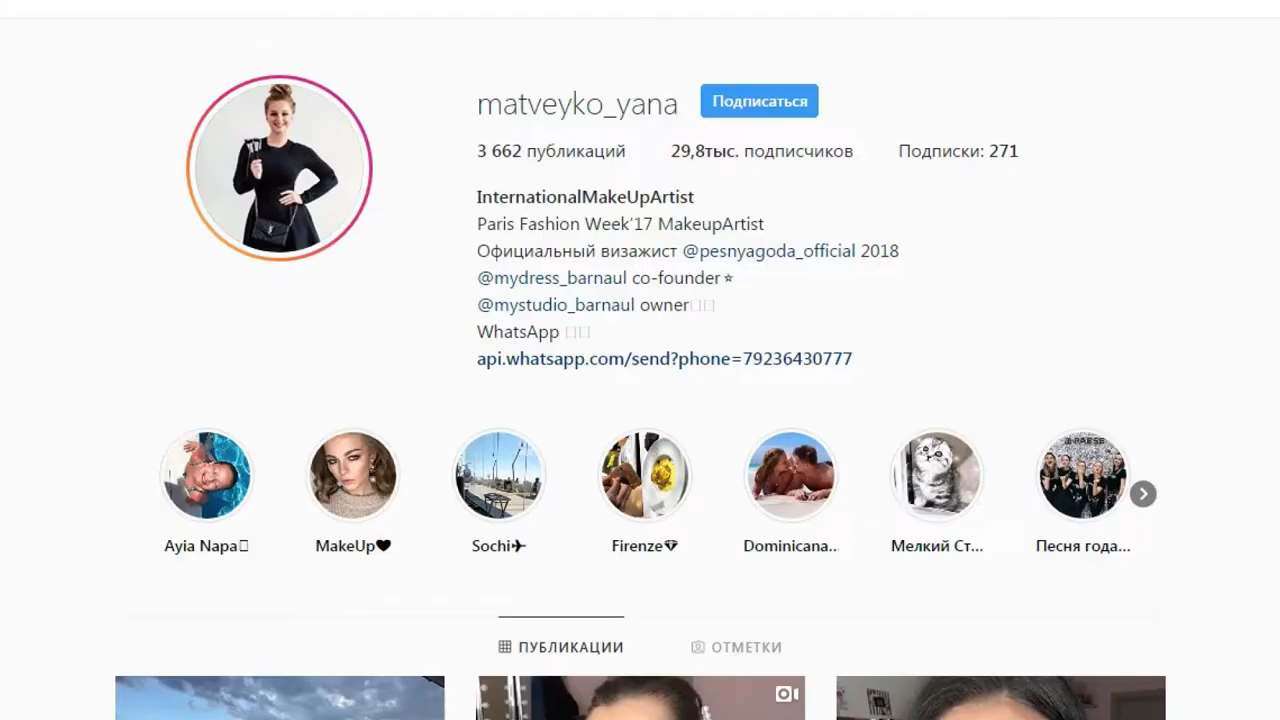 matveyko_yana Подписаться
3 662 публикаций 29,8тыс. подписчиков Подписки: 271
InternationalMakeUpArtist
Paris Fashion Week'17 MakeupArtist
Официальный визажист @pesnyagoda_official 2018
@mydress_barnaul co-founder⭐
@mystudio_barnaul owner
WhatsApp
api.whatsapp.com/send?phone=79236430777
PAESE
Ayia Napa MakeUp🖤 Sochi✈ Firenze💎 Dominicana... Мелкий Ст... Песня года...
ПУБЛИКАЦИИ ОТМЕТКИ